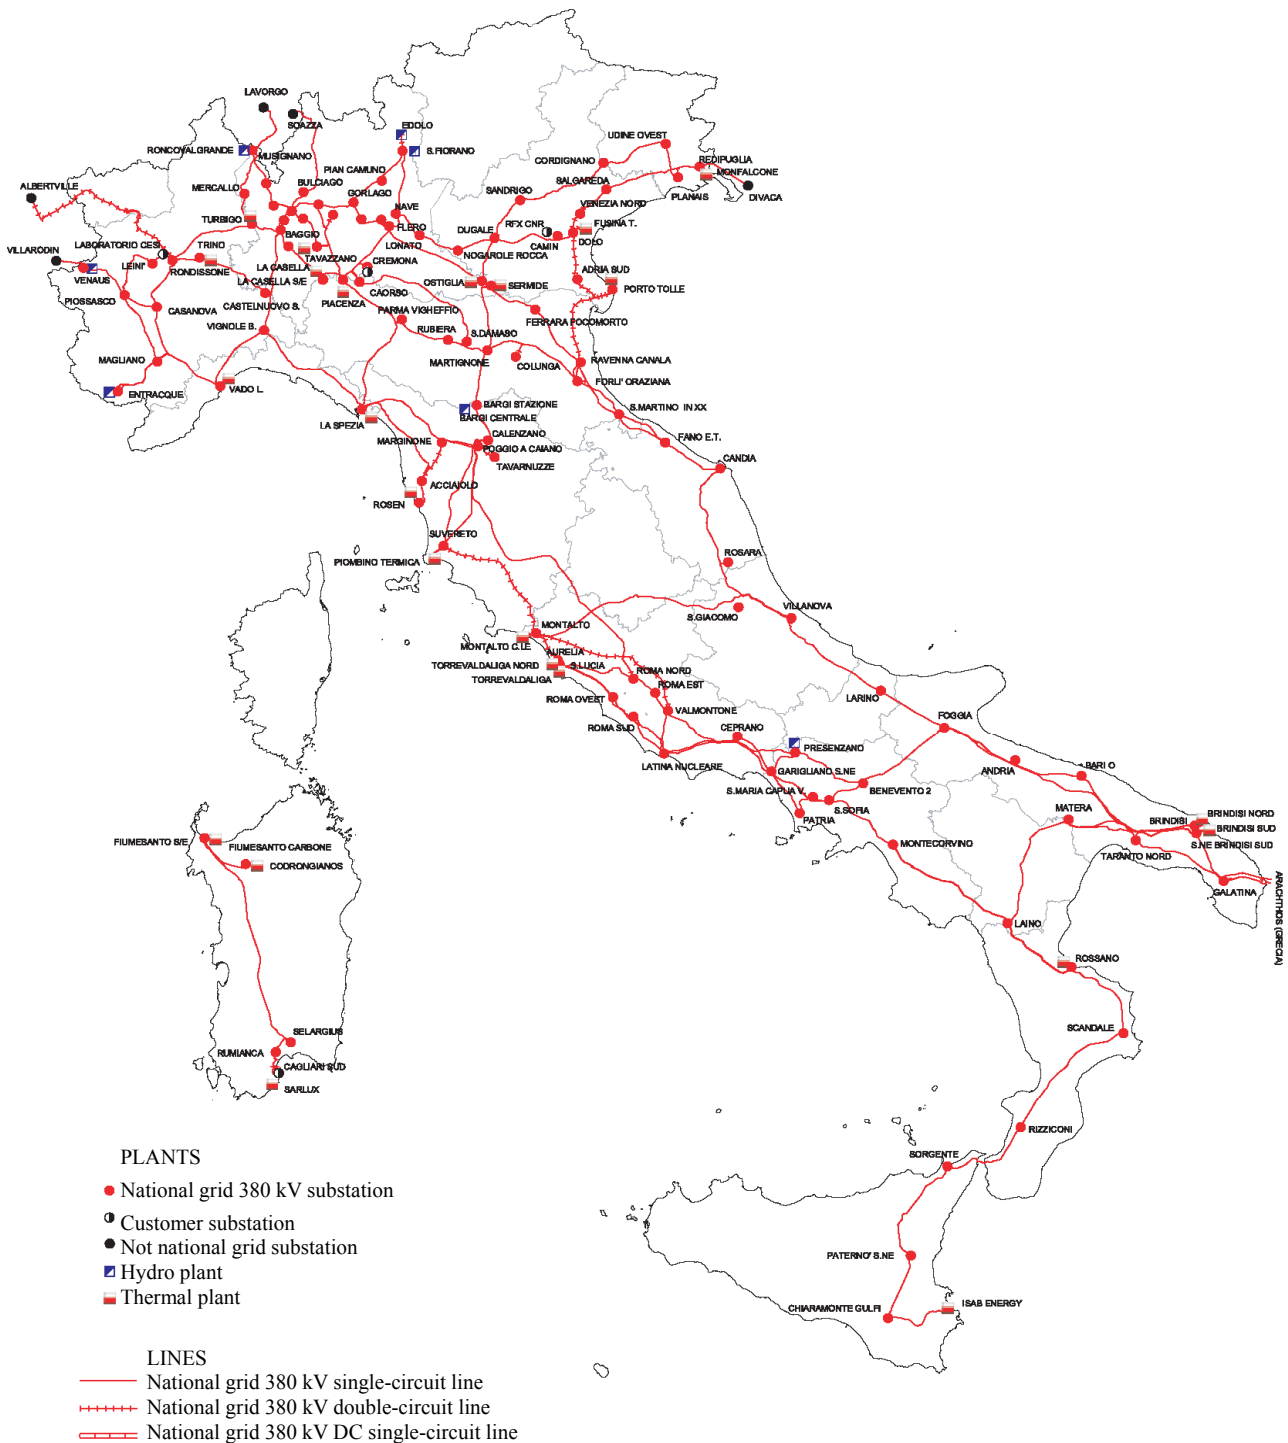 LAVORGO
SOAZZA
EDOLO
UDINE OVEST
RONCOVALGRANDE
MUSIGNANO
S.FIORANO
CORDIGNANO
REDIPUGLIA
PIAN CAMUNO
MONFALCONE
ALBERTVILLE
MERCALLO
BULCIAGO
GORLAGO
SANDRIGO
SALGAREDA
PLANAIS
DIVACA
NAVE
VENEZIA NORD
TURBIGO
FLERO
DUGALE
RFX CNR
FUSINA T.
VILLARODIN
LABORATORIO CESI
TRINO
BAGGIO
LONATO
CAMIN
DOLO
LEINI'
RONDISSONE
TAVAZZANO
CREMONA
NOGAROLE ROCCA
LA CASELLA
ADRIA SUD
VENAUS
LA CASELLA S/E
OSTIGLIA
SERMIDE
PIOSSASCO
CASANOVA
CASTELNUOVO S.
PIACENZA
CAORSO
PORTO TOLLE
PARMA VIGHEFFIO
FERRARA FOCOMORTO
VIGNOLE B.
RUBIERA
S.DAMASO
MAGLIANO
MARTIGNONE
COLUNGA
RAVENNA CANALA
FORLI' ORAZIANA
ENTRACQUE
VADO L.
BARGI STAZIONE
S.MARTINO IN XX
BARGI CENTRALE
LA SPEZIA
CALENZANO
MARGINONE
POGGIO A CAIANO
FANO E.T.
TAVARNUZZE
CANDIA
ACCIAIOLO
ROSEN
SUVERETO
PIOMBINO TERMICA
ROSARA
S.GIACOMO
VILLANOVA
MONTALTO
MONTALTO C.LE
AURELIA
TORREVALDALIGA NORD
S.LUCIA
ROMA NORD
TORREVALDALIGA
ROMA EST
ROMA OVEST
LARINO
VALMONTONE
FOGGIA
ROMA SUD
CEPRANO
PRESENZANO
LATINA NUCLEARE
GARIGLIANO S.NE
ANDRIA
BARI O
S.MARIA CAPUA V.
BENEVENTO 2
S.SOFIA
MATERA
BRINDISI NORD
PATRIA
BRINDISI
BRINDISI SUD
FIUMESANTO S/E
FIUMESANTO CARBONE
MONTECORVINO
S.NE BRINDISI SUD
CODRONGIANOS
TARANTO NORD
GALATINA
ARACHTHOS (GRECIA)
LAINO
ROSSANO
SELARGIUS
SCANDALE
RUMIANCA
CAGLIARI SUD
SARLUX
RIZZICONI
SORGENTE
PLANTS
National grid 380 kV substation
Customer substation
Not national grid substation
Hydro plant
Thermal plant
PATERNO' S.NE
ISAB ENERGY
CHIARAMONTE GULFI
LINES
National grid 380 kV single-circuit line
National grid 380 kV double-circuit line
National grid 380 kV DC single-circuit line